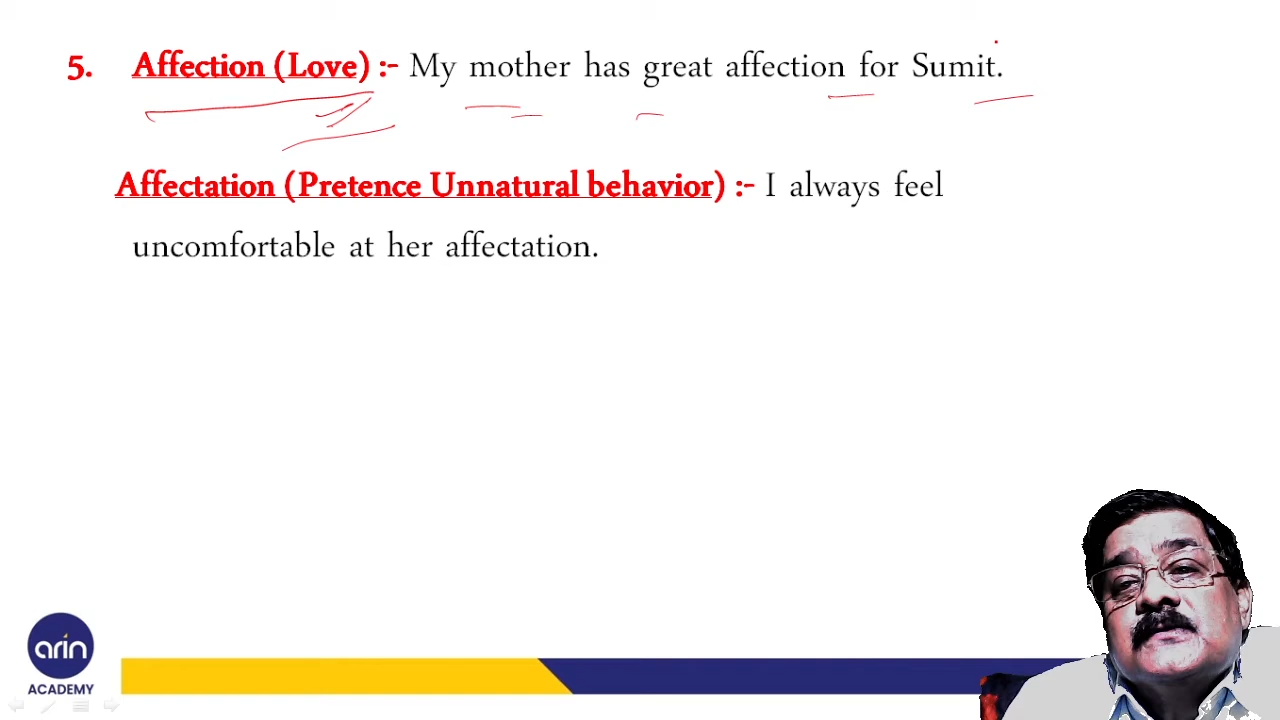 5. Affection (Love) :- My mother has great affection for Sumit.
Affectation (Pretence Unnatural behavior) :- I always feel
uncomfortable at her affectation.
arin
ACADEMY